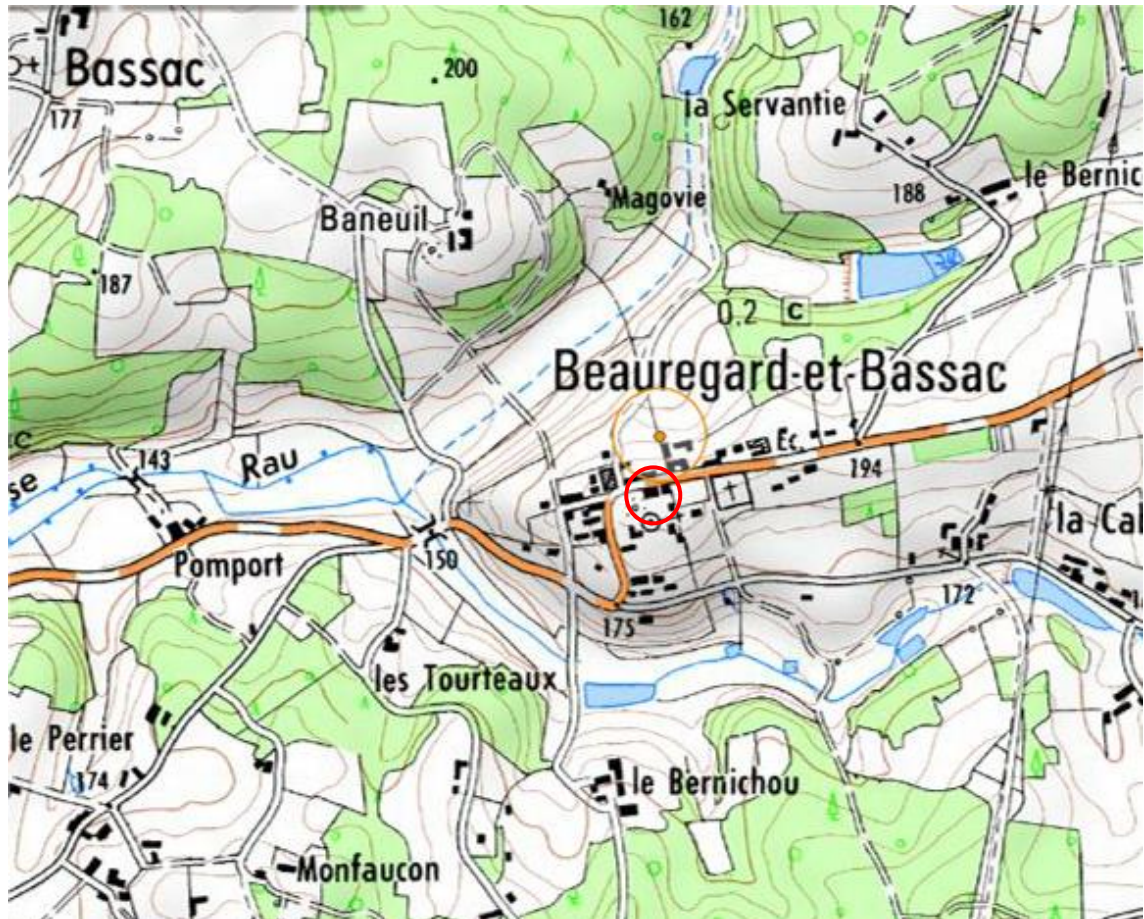 162
Bassac
200
la Servantie
177
le Bernic
Magovie
188
Baneuil
187
0.2 C
Beauregard-et-Bassac
143
Rau
Ec.
194
se
la Cal
150
Pomport
172
175
les Tourteaux
le Perrier
174
le Bernichou
Monfaucon